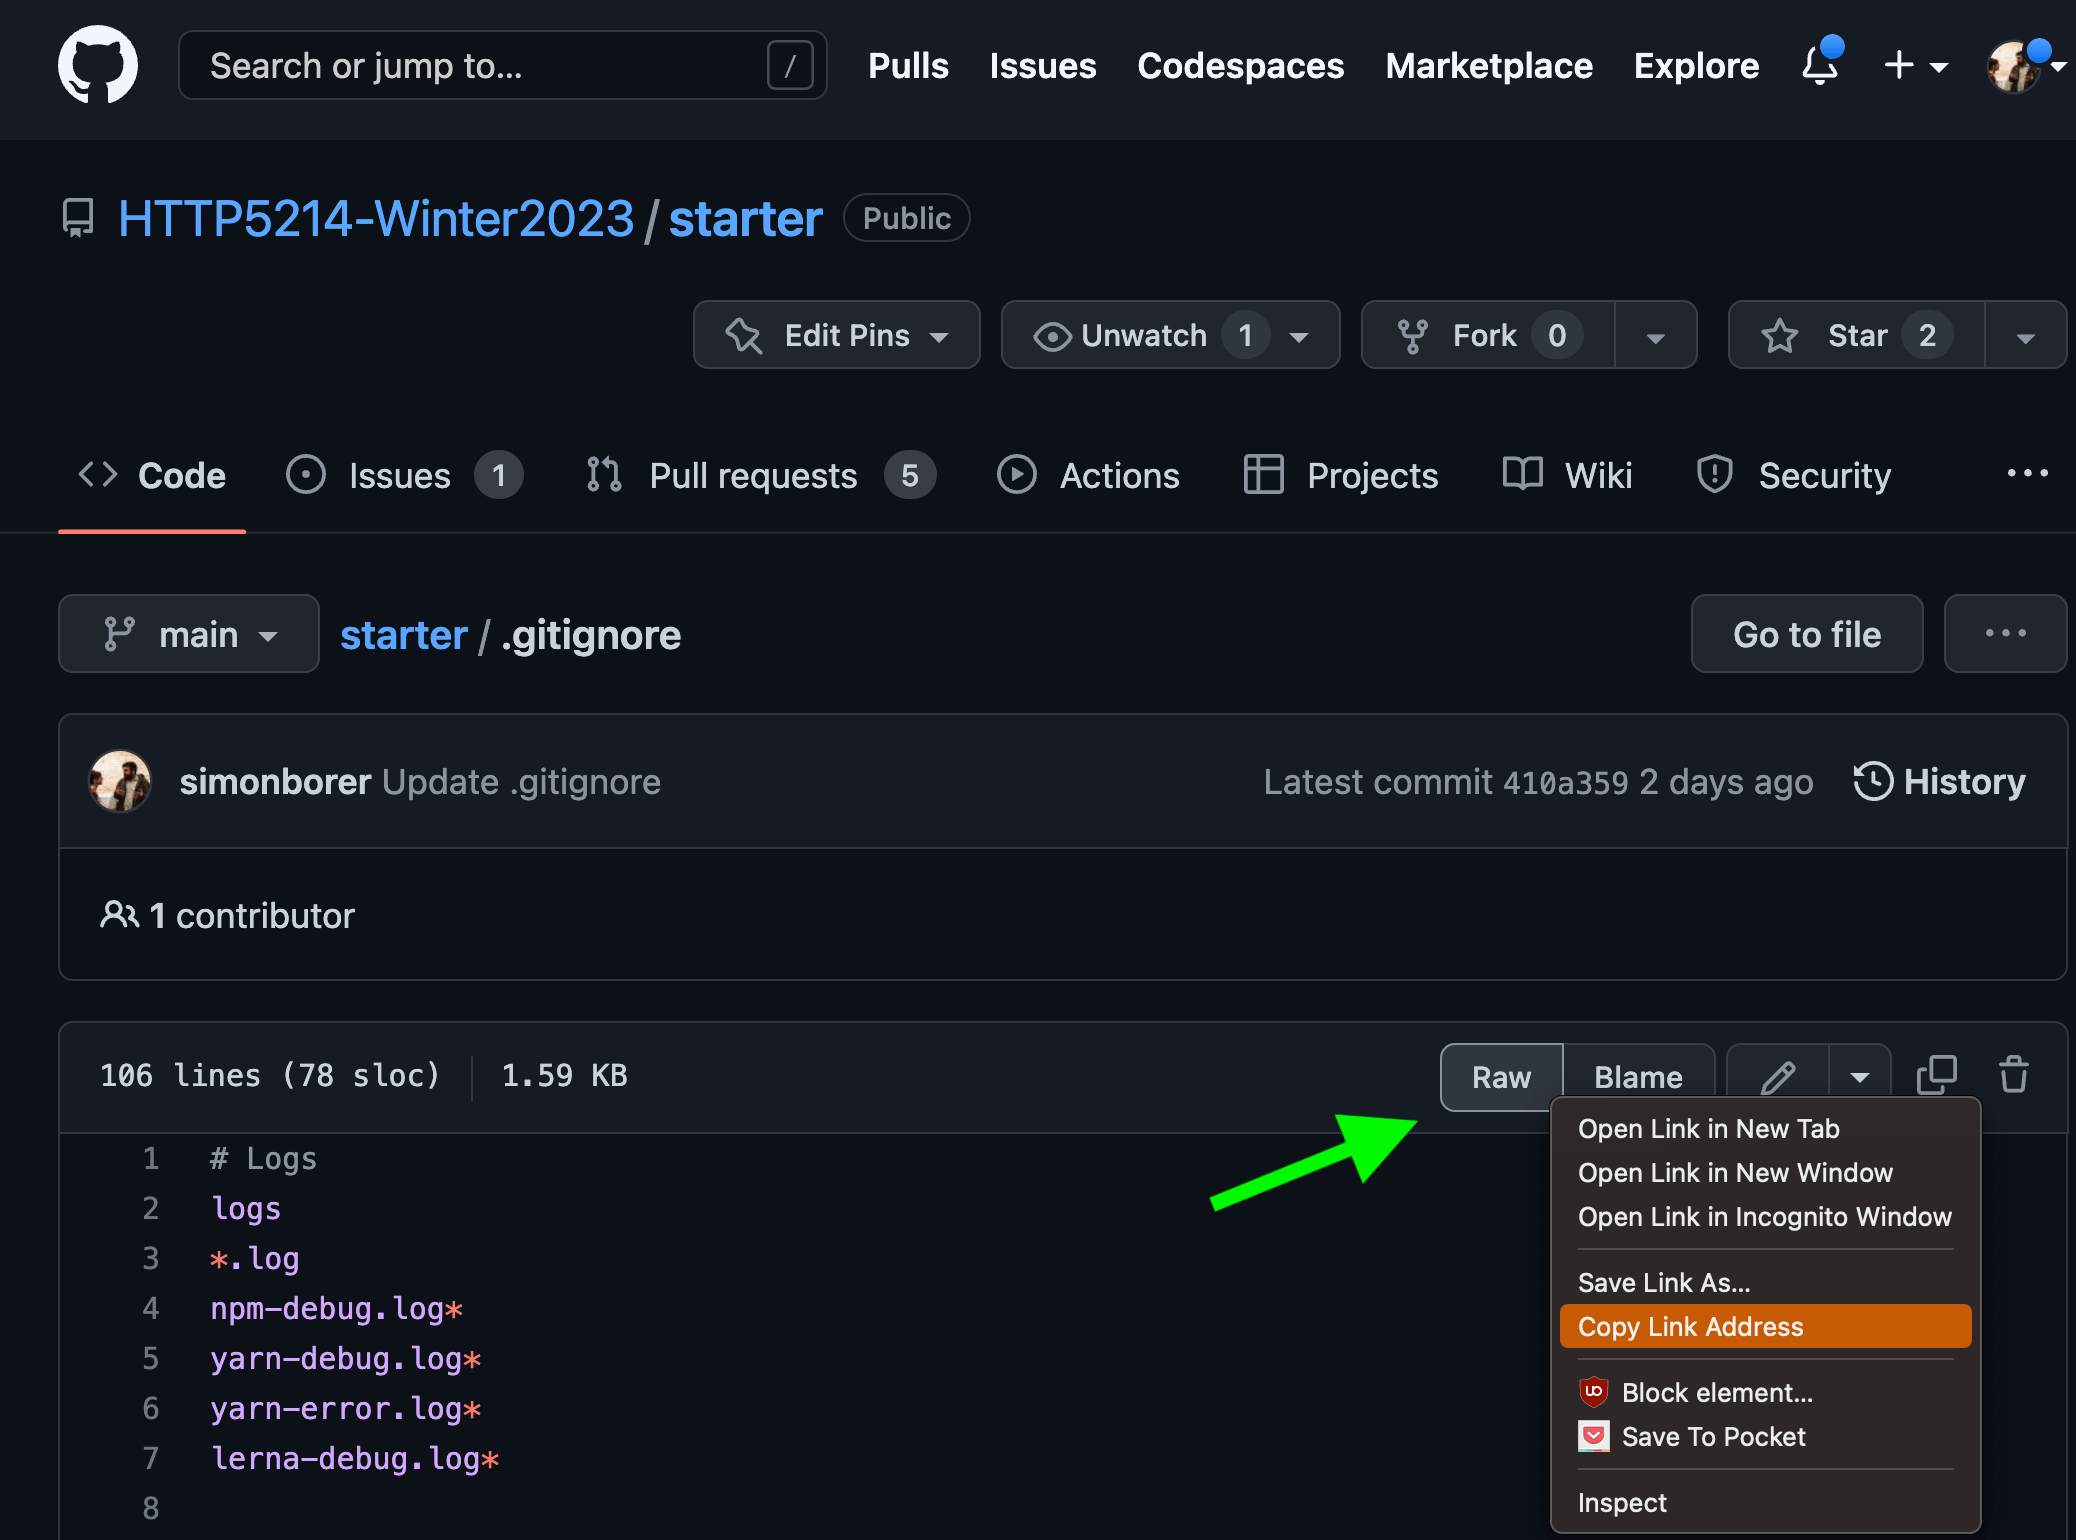 Search or jump to... /
Pulls Issues Codespaces Marketplace Explore
HTTP5214-Winter2023 / starter Public
Edit Pins Unwatch 1 Fork 0 Star 2
Code Issues 1 Pull requests 5 Actions Projects Wiki Security ...
main starter / .gitignore Go to file ...
simonborer Update .gitignore Latest commit 410a359 2 days ago History
1 contributor
106 lines (78 sloc) 1.59 KB Raw Blame
1 # Logs
2 logs
3 *.log
4 npm-debug.log*
5 yarn-debug.log*
6 yarn-error.log*
7 lerna-debug.log*
8
Open Link in New Tab
Open Link in New Window
Open Link in Incognito Window
Save Link As...
Copy Link Address
uo Block element...
Save To Pocket
Inspect